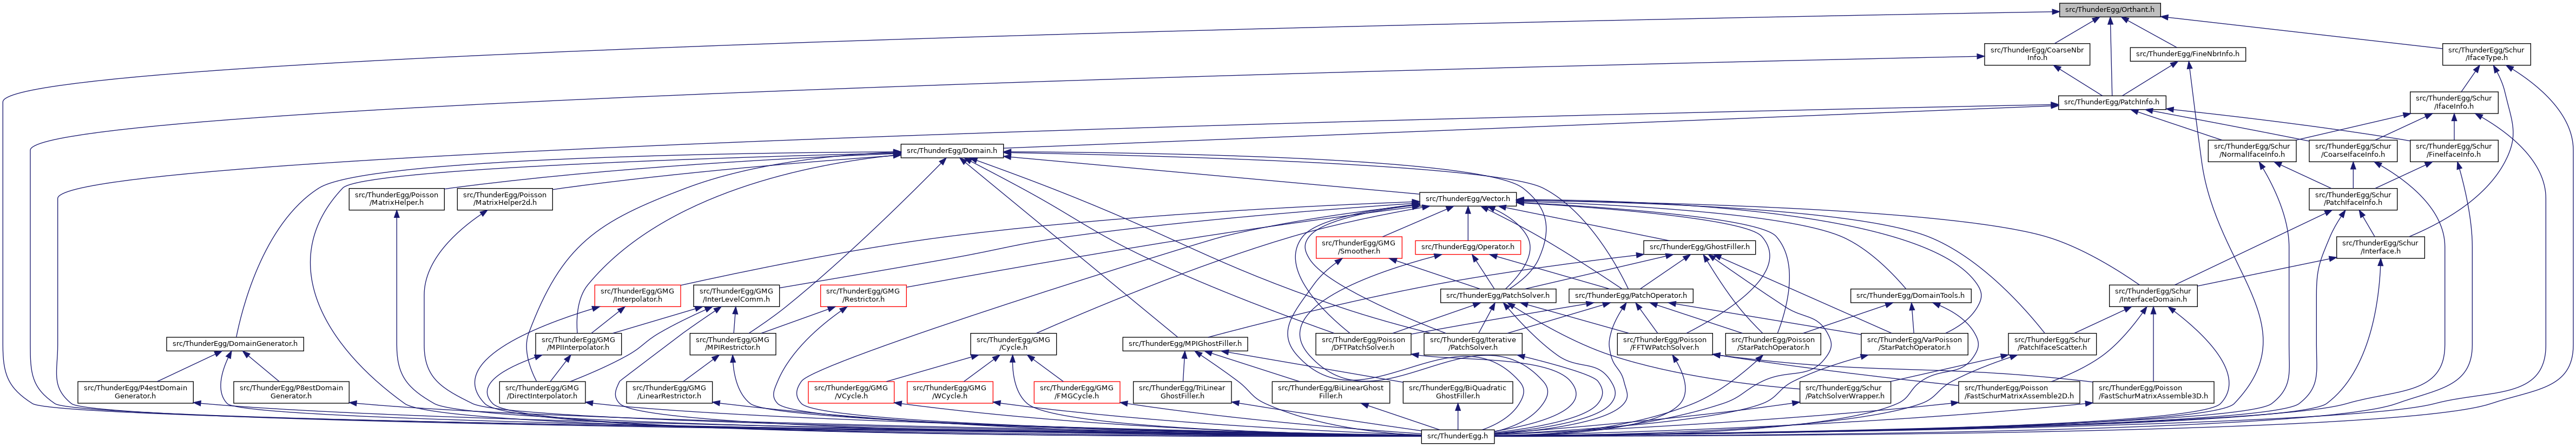 src/ThunderEgg/Orthant.h
src/ThunderEgg/CoarseNbr
Info.h
src/ThunderEgg/FineNbrInfo.h
src/ThunderEgg/Schur
/IfaceType.h
src/ThunderEgg/PatchInfo.h
src/ThunderEgg/Schur
/IfaceInfo.h
src/ThunderEgg/Domain.h
src/ThunderEgg/Schur
/NormalIfaceInfo.h
src/ThunderEgg/Schur
/CoarseIfaceInfo.h
src/ThunderEgg/Schur
/FineIfaceInfo.h
src/ThunderEgg/Poisson
/MatrixHelper.h
src/ThunderEgg/Poisson
/MatrixHelper2d.h
src/ThunderEgg/Vector.h
src/ThunderEgg/Schur
/PatchIfaceInfo.h
src/ThunderEgg/GMG
/Smoother.h
src/ThunderEgg/Operator.h
src/ThunderEgg/GhostFiller.h
src/ThunderEgg/Schur
/Interface.h
src/ThunderEgg/GMG
/Interpolator.h
src/ThunderEgg/GMG
/InterLevelComm.h
src/ThunderEgg/GMG
/Restrictor.h
src/ThunderEgg/PatchSolver.h
src/ThunderEgg/PatchOperator.h
src/ThunderEgg/DomainTools.h
src/ThunderEgg/Schur
/InterfaceDomain.h
src/ThunderEgg/DomainGenerator.h
src/ThunderEgg/GMG
/MPIInterpolator.h
src/ThunderEgg/GMG
/MPIRestrictor.h
src/ThunderEgg/GMG
/Cycle.h
src/ThunderEgg/MPIGhostFiller.h
src/ThunderEgg/Poisson
/DFTPatchSolver.h
src/ThunderEgg/Iterative
/PatchSolver.h
src/ThunderEgg/Poisson
/FFTWPatchSolver.h
src/ThunderEgg/Poisson
/StarPatchOperator.h
src/ThunderEgg/VarPoisson
/StarPatchOperator.h
src/ThunderEgg/Schur
/PatchIfaceScatter.h
src/ThunderEgg/P4estDomain
Generator.h
src/ThunderEgg/P8estDomain
Generator.h
src/ThunderEgg/GMG
/DirectInterpolator.h
src/ThunderEgg/GMG
/LinearRestrictor.h
src/ThunderEgg/GMG
/VCycle.h
src/ThunderEgg/GMG
/WCycle.h
src/ThunderEgg/GMG
/FMGCycle.h
src/ThunderEgg/TriLinear
GhostFiller.h
src/ThunderEgg/BiLinearGhost
Filler.h
src/ThunderEgg/BiQuadratic
GhostFiller.h
src/ThunderEgg/Schur
/PatchSolverWrapper.h
src/ThunderEgg/Poisson
/FastSchurMatrixAssemble2D.h
src/ThunderEgg/Poisson
/FastSchurMatrixAssemble3D.h
src/ThunderEgg.h